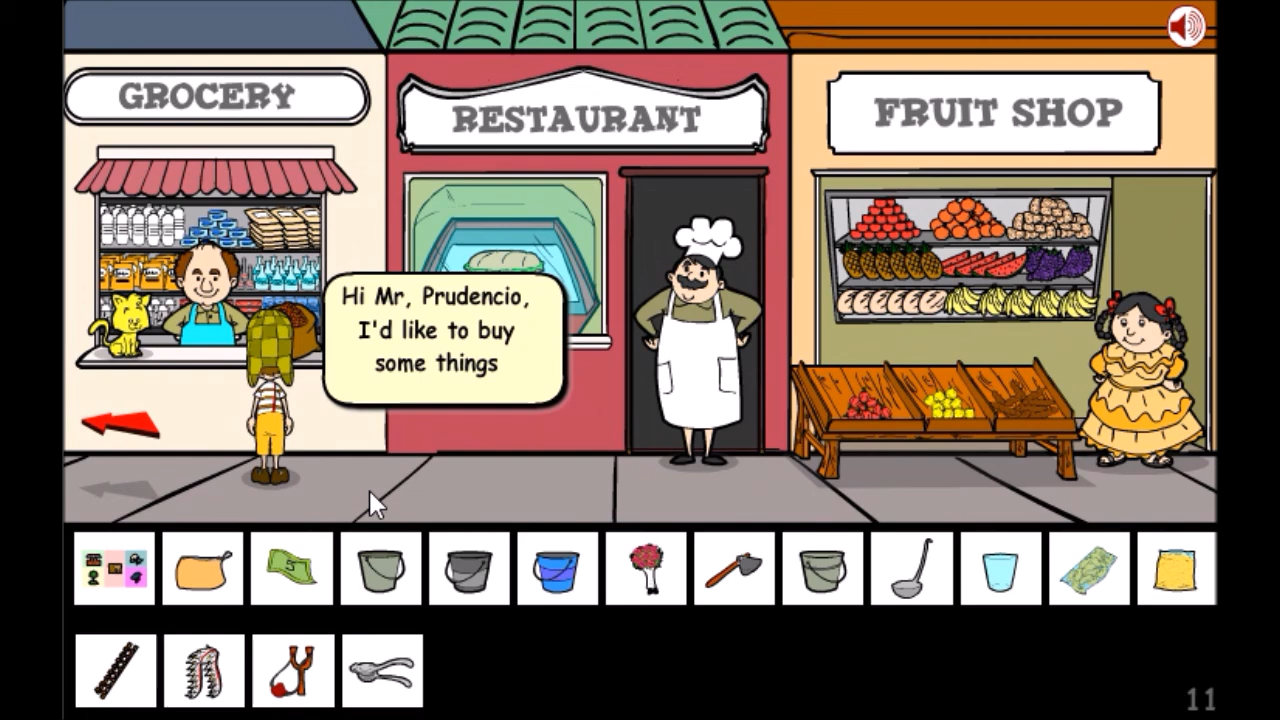 GROCERY
RESTAURANT
FRUIT SHOP
Hi Mr, Prudencio,
I'd like to buy
some things
11